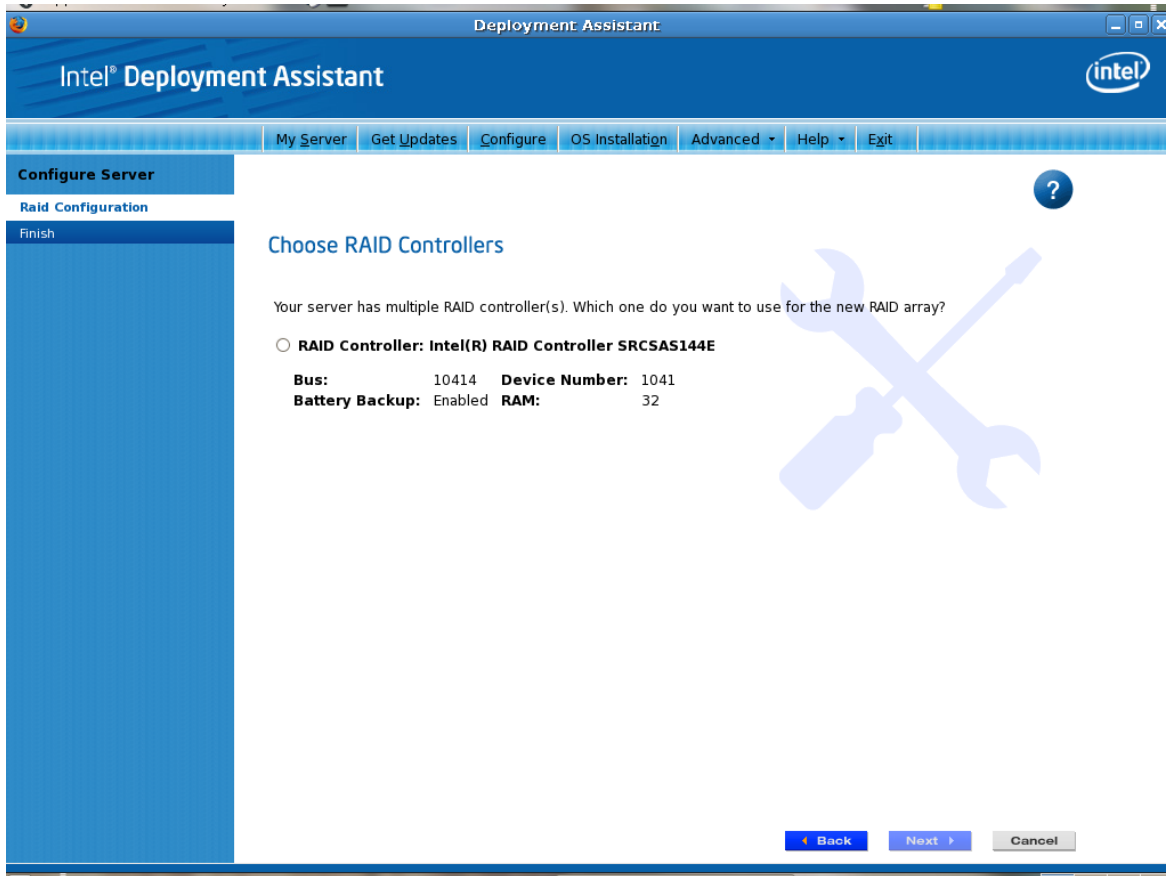 Deployment Assistant
Intel® Deployment Assistant
intel
My Server Get Updates Configure OS Installation Advanced Help Exit
Configure Server
Raid Configuration
Finish
?
Choose RAID Controllers
Your server has multiple RAID controller(s). Which one do you want to use for the new RAID array?
RAID Controller: Intel(R) RAID Controller SRCSAS144E
Bus: 10414 Device Number: 1041
Battery Backup: Enabled RAM: 32
Back Next Cancel